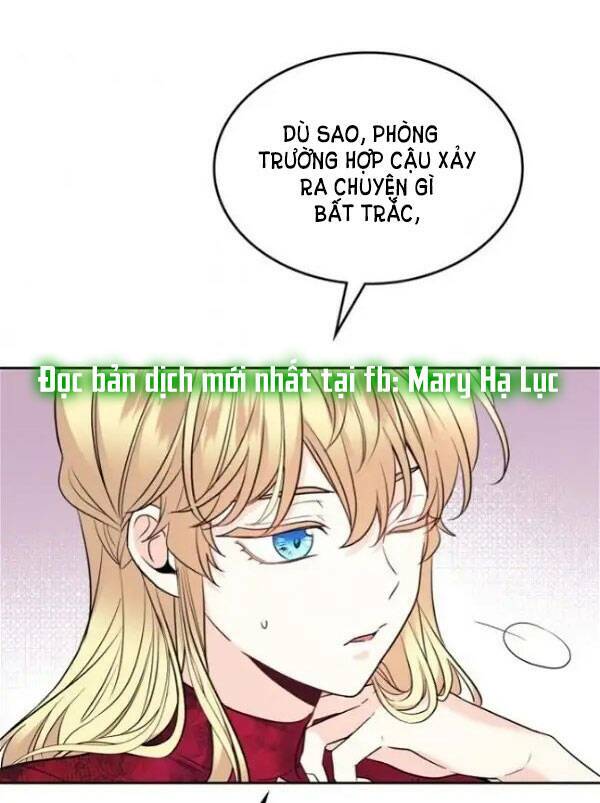 DÙ SAO, PHÒNG
TRƯỜNG HỢP CẬU XẢY
RA CHUYỆN GÌ
BẤT TRẮC,
Đọc bản dịch mới nhất tại fb: Mary Hạ Lục